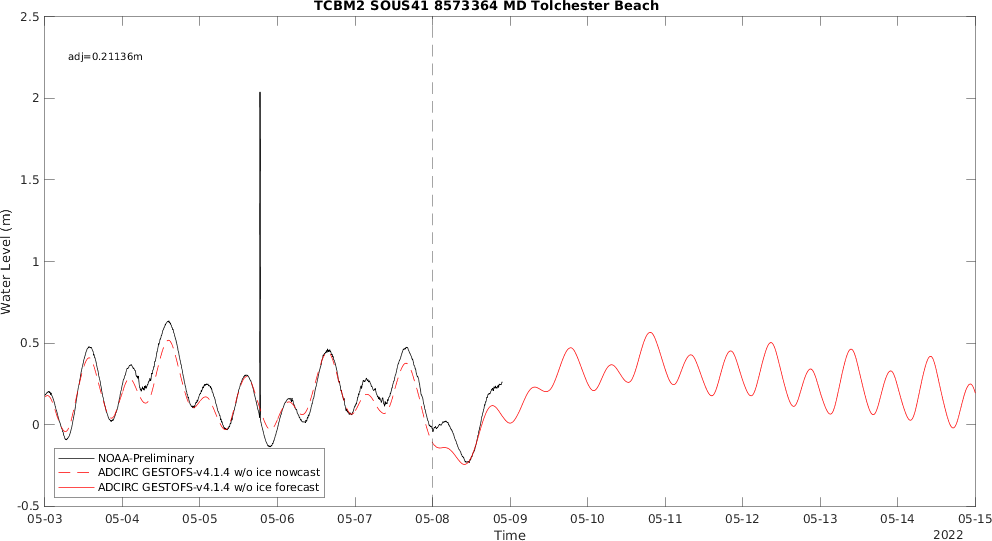 TCBM2 SOUS41 8573364 MD Tolchester Beach
adj=0.21136m
2.5
2
1.5
1
0.5
0
-0.5
Water Level (m)
NOAA-Preliminary
ADCIRC GESTOFS-v4.1.4 w/o ice nowcast
ADCIRC GESTOFS-v4.1.4 w/o ice forecast
05-03 05-04 05-05 05-06 05-07 05-08 05-09 05-10 05-11 05-12 05-13 05-14 05-15
Time
2022